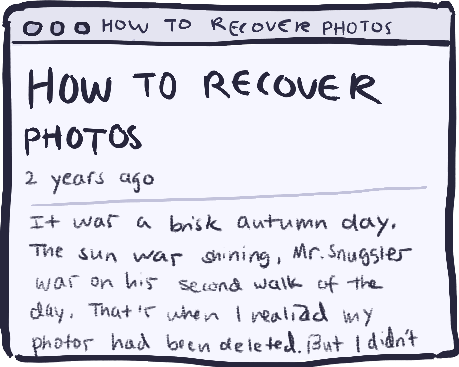 HOW TO RECOVER PHOTOS
HOW TO RECOVER
PHOTOS
2 years ago
It was a brisk autumn day.
The sun was shining, Mr. Snuggster
was on his second walk of the
day. That's when I realized my
photos had been deleted. But I didn't